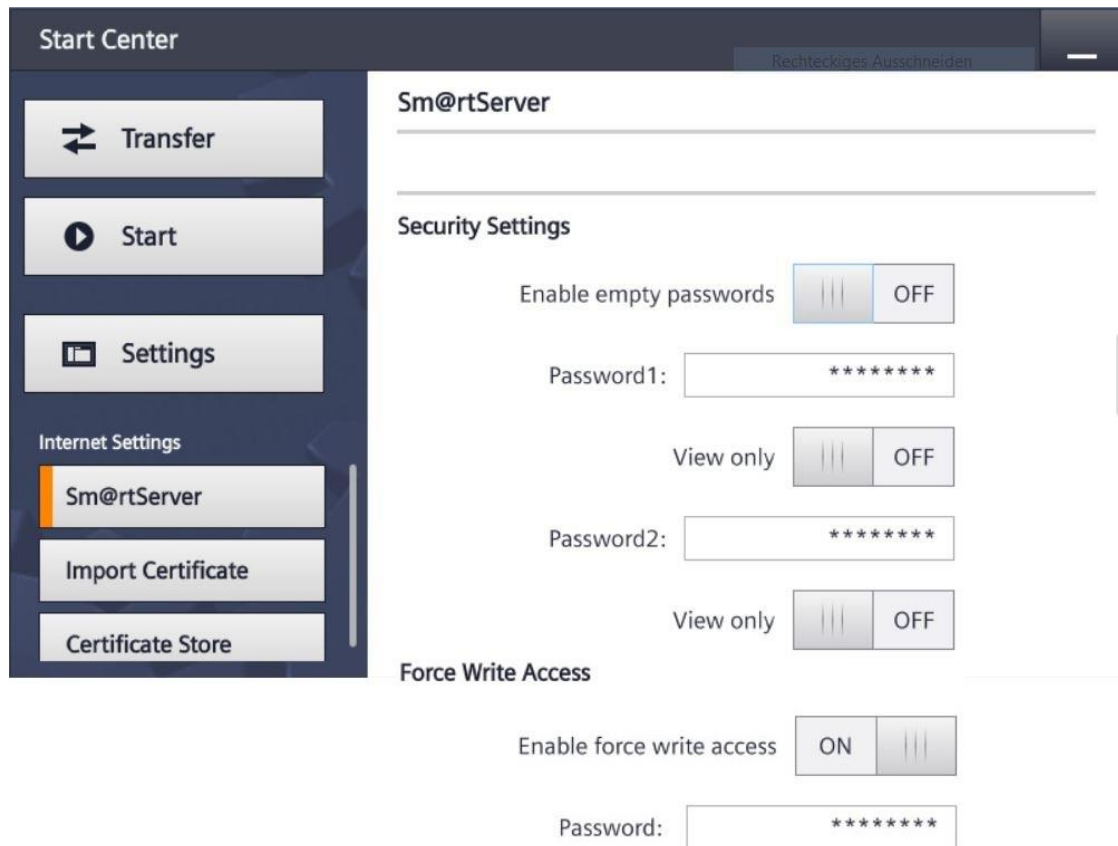 Start Center
Rechteckiges Ausschneiden
Transfer
Start
Settings
Internet Settings
Sm@rtServer
Import Certificate
Certificate Store
Sm@rtServer
Security Settings
Enable empty passwords OFF
Password1: ********
View only OFF
Password2: ********
View only OFF
Force Write Access
Enable force write access ON
Password: ********